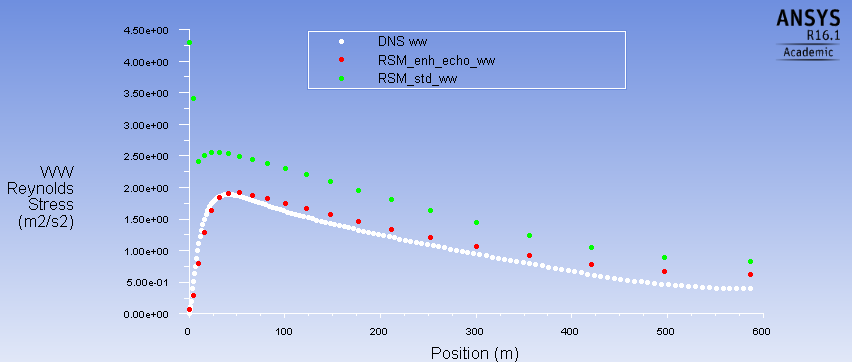 ANSYS
R16.1
Academic
DNS ww
RSM_enh_echo_ww
RSM_std_ww
4.50e+00
4.00e+00
3.50e+00
3.00e+00
2.50e+00
2.00e+00
1.50e+00
1.00e+00
5.00e-01
0.00e+00
WW
Reynolds
Stress
(m2/s2)
0 100 200 300 400 500 600
Position (m)